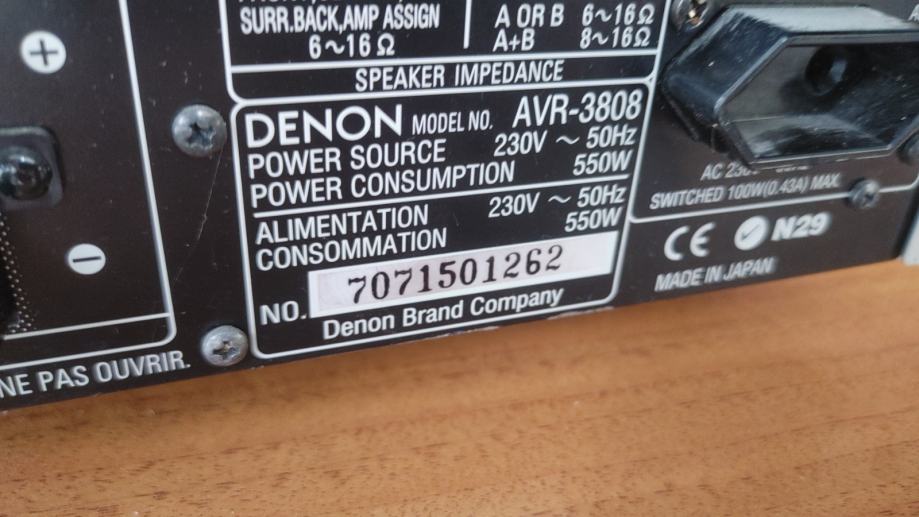 SURR.BACK,AMP ASSIGN
6~16Ω
A OR B 6~16Ω
A+B 8~16Ω
SPEAKER IMPEDANCE
DENON MODEL NO. AVR-3808
POWER SOURCE 230V ~ 50Hz
POWER CONSUMPTION 550W
ALIMENTATION 230V ~ 50Hz
CONSOMMATION 550W
NO. 7071501262
Denon Brand Company
+
−
NE PAS OUVRIR.
SWITCHED 100W(0.43A) MAX.
CE N29
MADE IN JAPAN